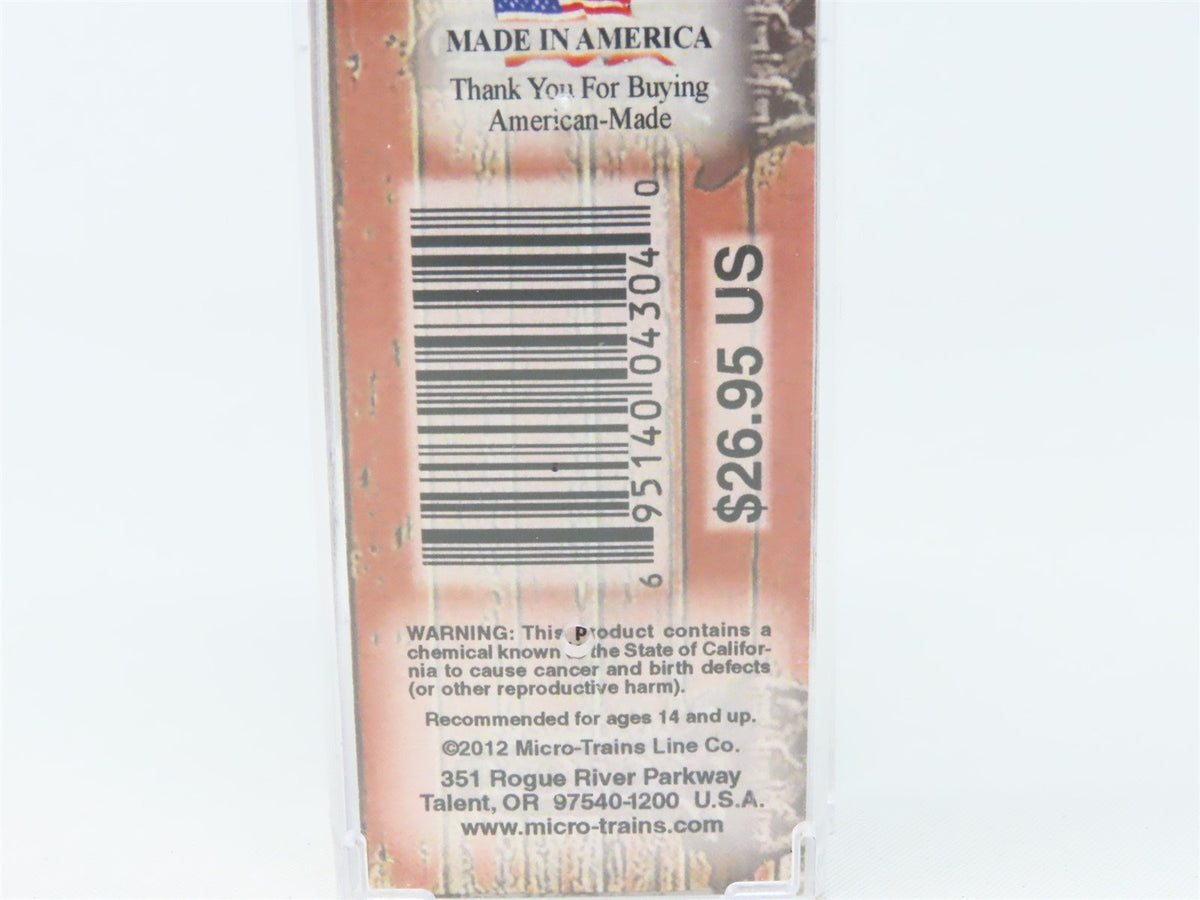 MADE IN AMERICA
Thank You For Buying
American-Made
6 95140 04304 0
$26.95 US
WARNING: This Product contains a
chemical known the State of Califor-
nia to cause cancer and birth defects
(or other reproductive harm).
Recommended for ages 14 and up.
©2012 Micro-Trains Line Co.
351 Rogue River Parkway
Talent, OR 97540-1200 U.S.A.
www.micro-trains.com